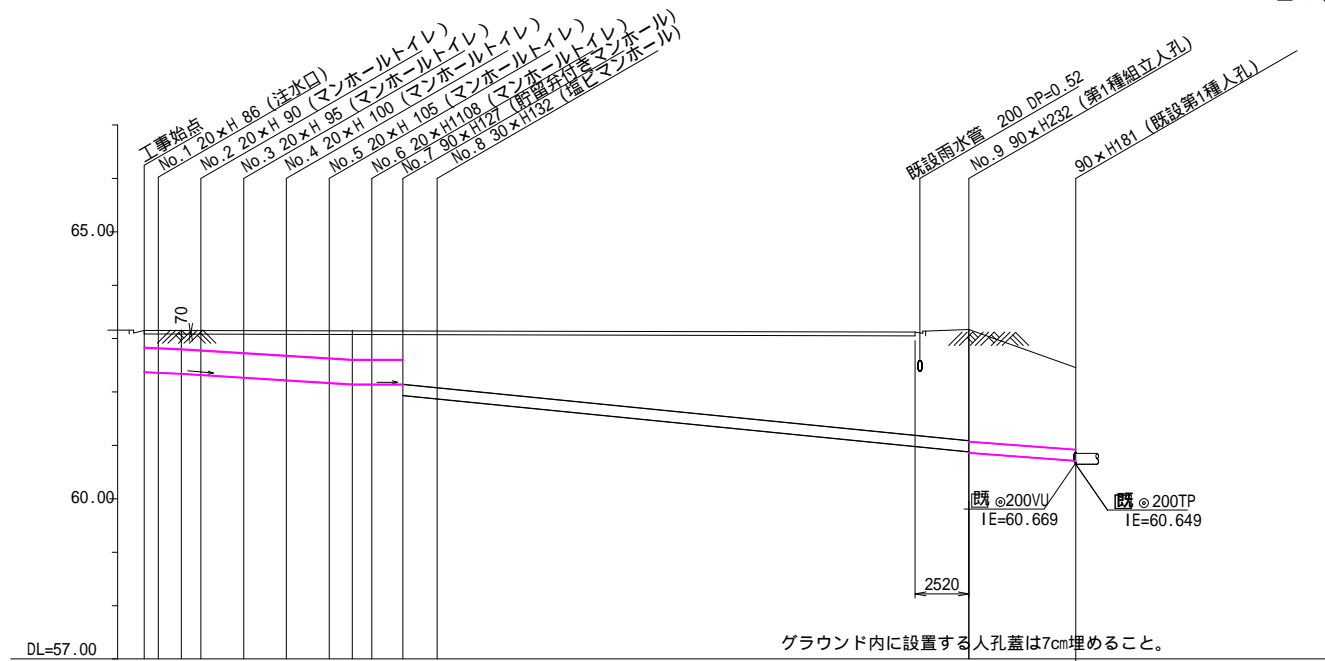 工事始点
No.1 20×H 86 (注水口)
No.2 20×H 90 (マンホールトイレ)
No.3 20×H 95 (マンホールトイレ)
No.4 20×H 100 (マンホールトイレ)
No.5 20×H 105 (マンホールトイレ)
No.6 20×H1108 (マンホールトイレ)
No.7 90×H127 (貯留弁付きマンホール)
No.8 30×H132 (塩ビマンホール)
既設雨水管 200 DP=0.52
No.9 90×H232 (第1種組立人孔)
90×H181 (既設第1種人孔)
65.00
70
60.00
既 ◎200VU
IE=60.669
既 ◎200TP
IE=60.649
2520
グラウンド内に設置する人孔蓋は7cm埋めること。
DL=57.00